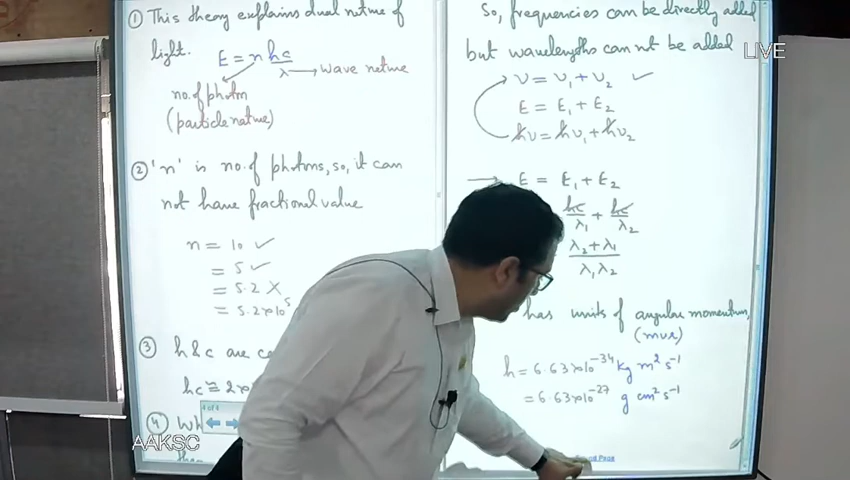 ① This theory explains dual nature of
light. E = n hc/λ → wave nature
no. of photon
(particle nature)
② 'n' is no. of photons, so, it can
not have fractional value
n = 10 ✓
= 5 ✓
= 5.2 ×
= 5.2×10⁵
③ h & c are
hc ≅ 2×
④ Wh
LIVE
So, frequencies can be directly added
but wavelengths can not be added
ν = ν₁ + ν₂ ✓
E = E₁ + E₂
hν = hν₁ + hν₂
→ E = E₁ + E₂
hc/λ₁ + hc/λ₂
λ₂ + λ₁ / λ₁λ₂
has units of angular momentum,
(mvr)
h = 6.63×10⁻³⁴ kg m² s⁻¹
= 6.63×10⁻²⁷ g cm² s⁻¹
AAKSC